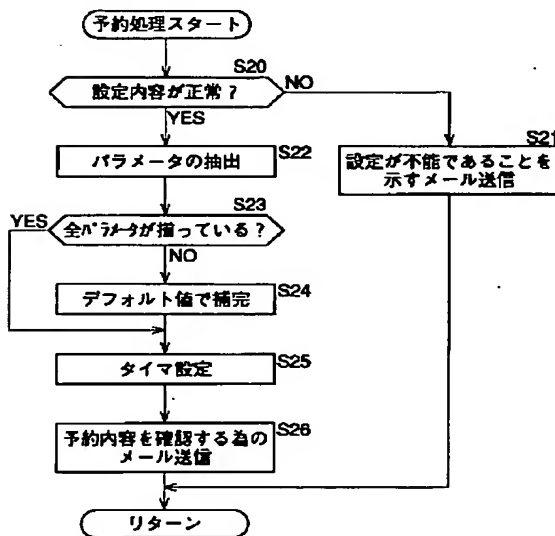 予約処理スタート
S20
設定内容が正常?
NO
YES
S21
設定が不能であることを
示すメール送信
パラメータの抽出
S22
S23
YES
全パラメータが揃っている?
NO
デフォルト値で補完
S24
タイマ設定
S25
予約内容を確認する為の
メール送信
S26
リターン